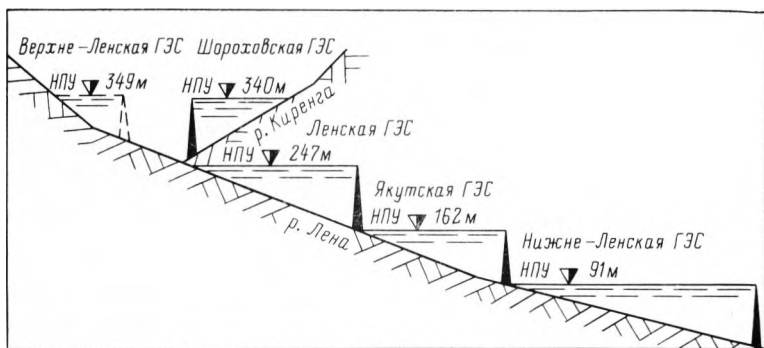 Верхне-Ленская ГЭС
Шороховская ГЭС
НПУ 349м
НПУ 340м
р. Киренга
Ленская ГЭС
НПУ 247м
Якутская ГЭС
НПУ 162м
р. Лена
Нижне-Ленская ГЭС
НПУ 91м